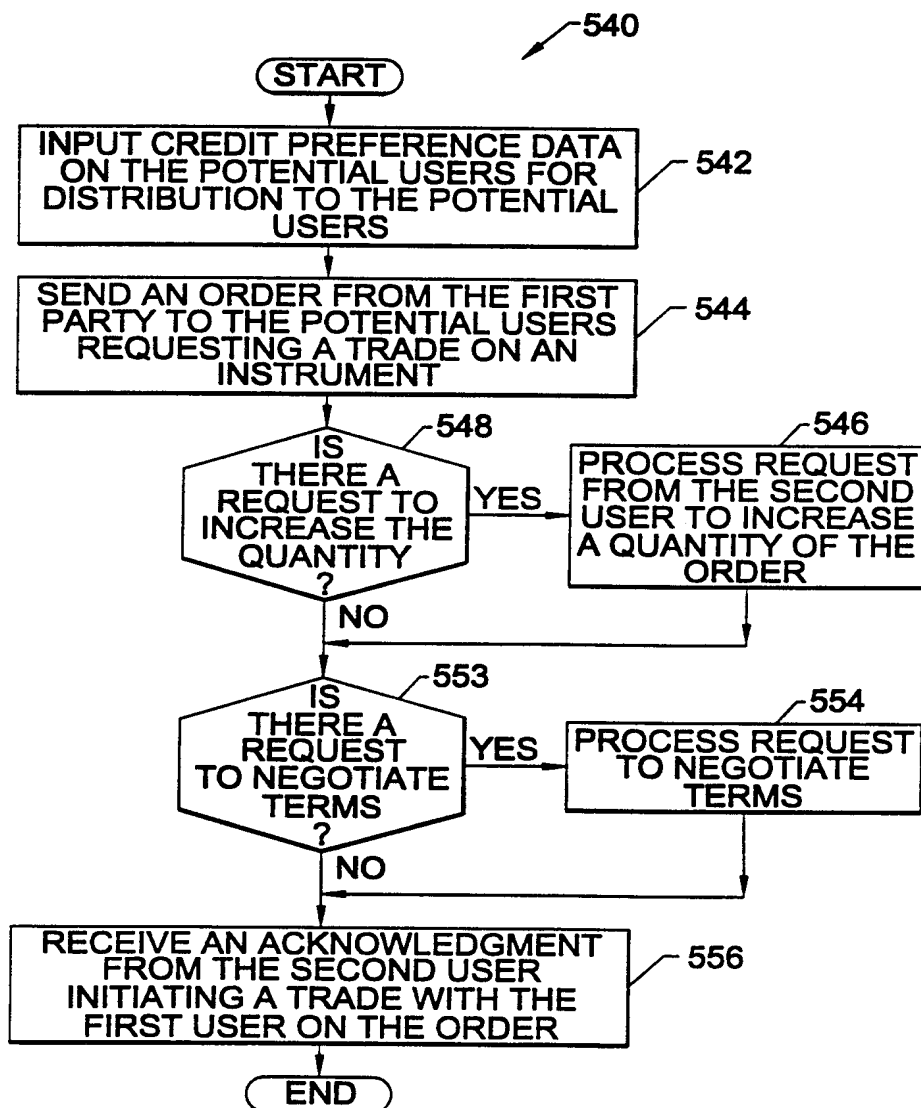 540
START
INPUT CREDIT PREFERENCE DATA
ON THE POTENTIAL USERS FOR
DISTRIBUTION TO THE POTENTIAL
USERS
542
SEND AN ORDER FROM THE FIRST
PARTY TO THE POTENTIAL USERS
REQUESTING A TRADE ON AN
INSTRUMENT
544
548
IS
THERE A
REQUEST TO
INCREASE THE
QUANTITY
?
YES
NO
546
PROCESS REQUEST
FROM THE SECOND
USER TO INCREASE
A QUANTITY OF THE
ORDER
553
IS
THERE A
REQUEST
TO NEGOTIATE
TERMS
?
YES
NO
554
PROCESS REQUEST
TO NEGOTIATE
TERMS
RECEIVE AN ACKNOWLEDGMENT
FROM THE SECOND USER
INITIATING A TRADE WITH THE
FIRST USER ON THE ORDER
556
END